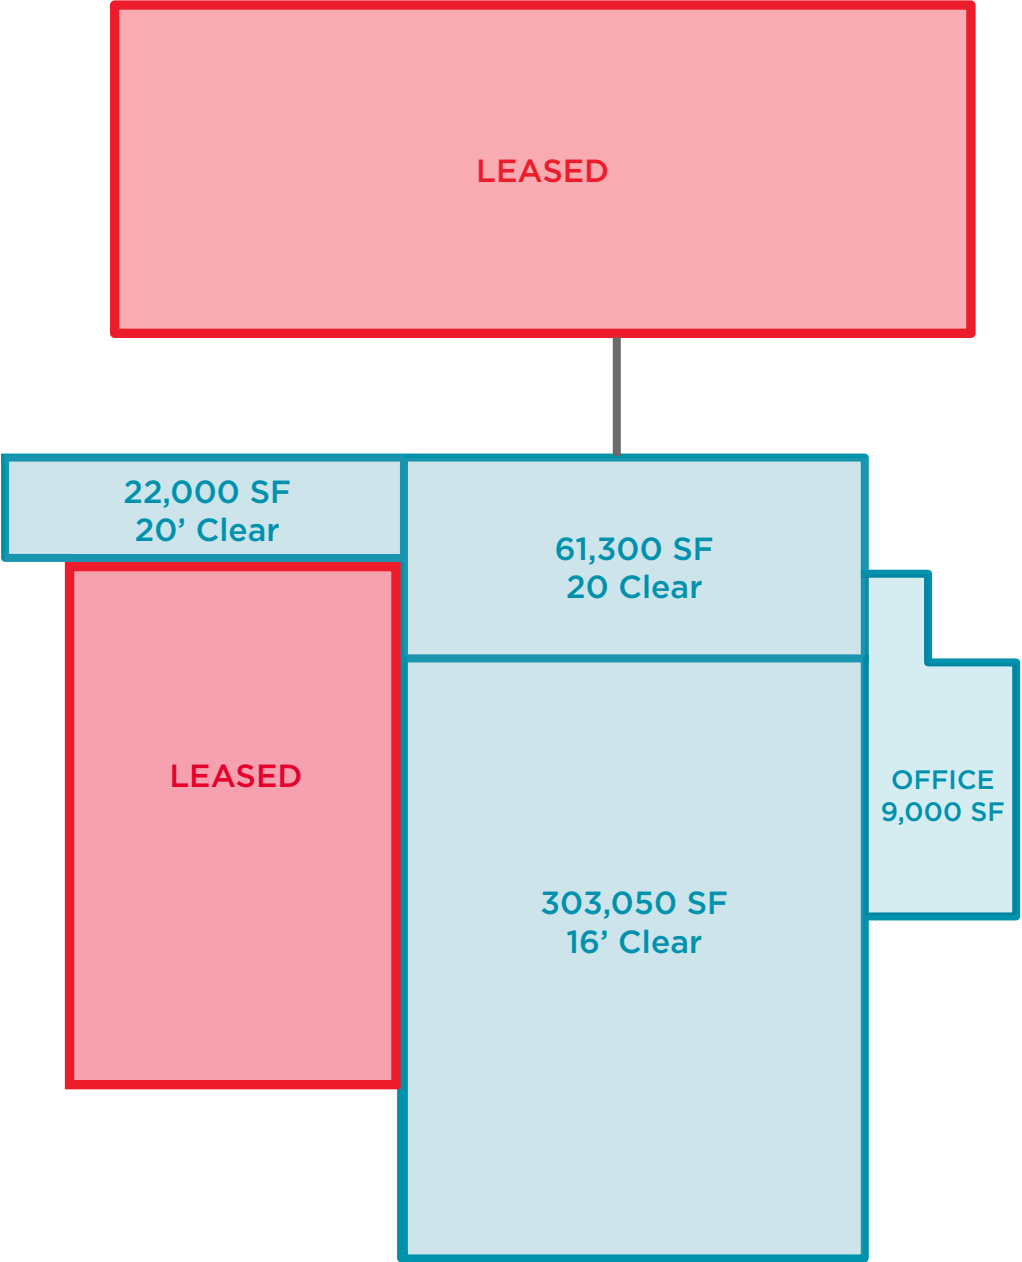 LEASED
22,000 SF
20’ Clear
61,300 SF
20 Clear
LEASED
OFFICE
9,000 SF
303,050 SF
16’ Clear